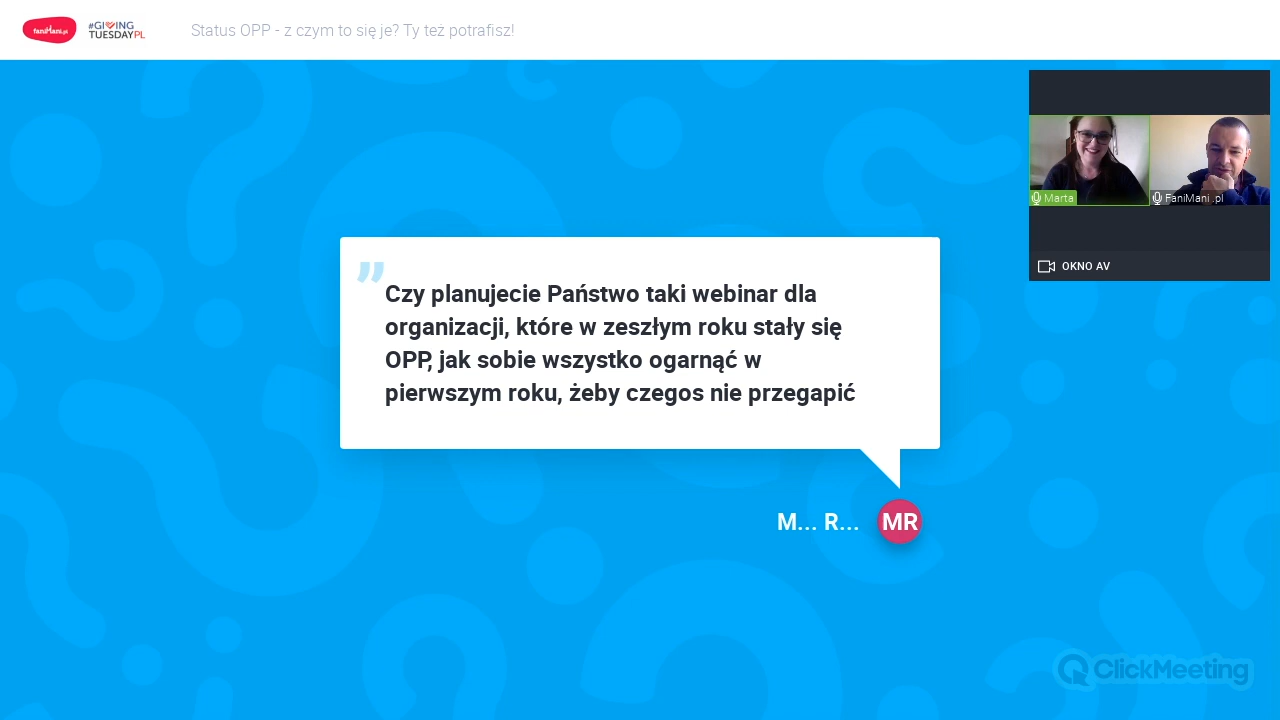 faniMani.pl
#GIVING
TUESDAYPL
Status OPP - z czym to się je? Ty też potrafisz!
Marta
FaniMani .pl
OKNO AV
”
Czy planujecie Państwo taki webinar dla
organizacji, które w zeszłym roku stały się
OPP, jak sobie wszystko ogarnąć w
pierwszym roku, żeby czegos nie przegapić
M... R...
MR
ClickMeeting